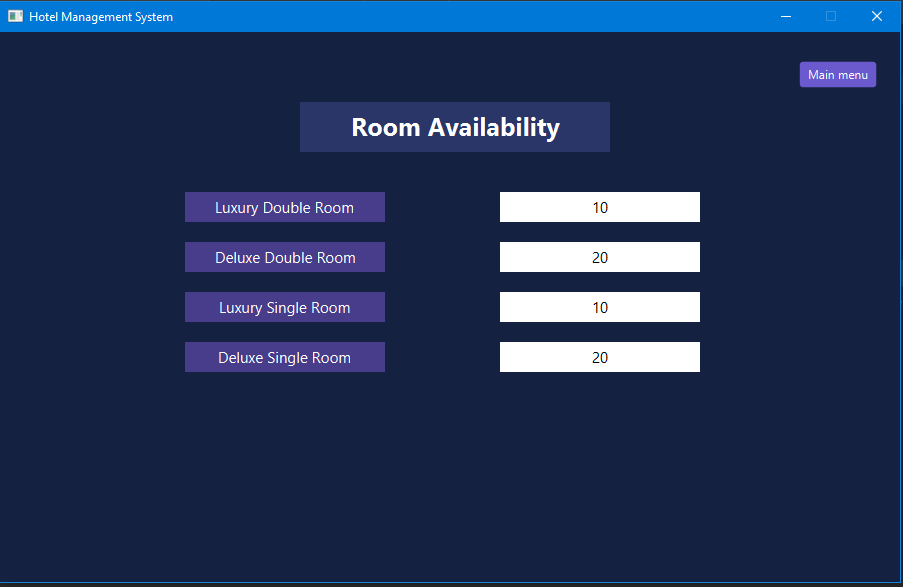 Hotel Management System
Main menu
Room Availability
Luxury Double Room 10
Deluxe Double Room 20
Luxury Single Room 10
Deluxe Single Room 20